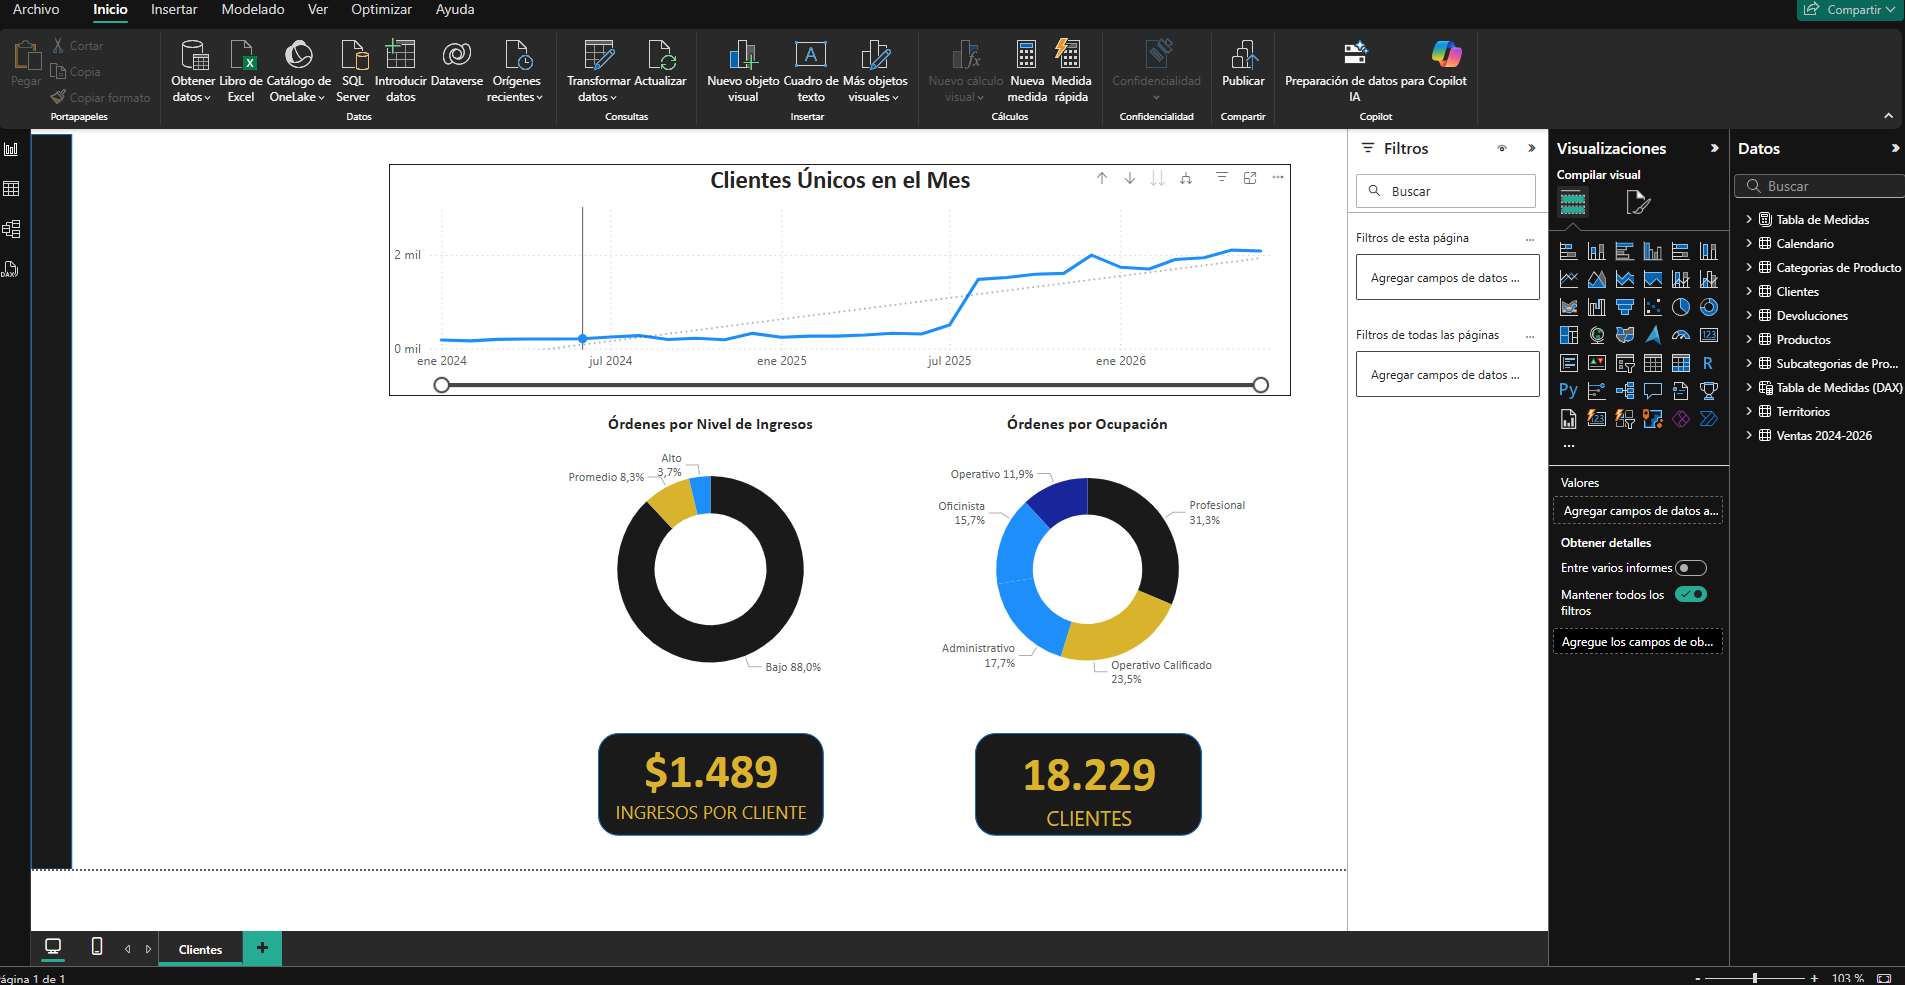 Archivo
Inicio
Insertar
Modelado
Ver
Optimizar
Ayuda
Compartir
Pegar
Cortar
Copia
Copiar formato
Portapapeles
Obtener
datos
Libro de
Excel
Catálogo de
OneLake
SQL
Server
Introducir
datos
Dataverse
Orígenes
recientes
Datos
Transformar
datos
Actualizar
Consultas
Nuevo objeto
visual
Cuadro de
texto
Más objetos
visuales
Insertar
Nuevo cálculo
visual
Nueva
medida
Medida
rápida
Cálculos
Confidencialidad
Confidencialidad
Publicar
Compartir
Preparación de datos para
IA
Copilot
Copilot
Clientes Únicos en el Mes
2 mil
0 mil
ene 2024
jul 2024
ene 2025
jul 2025
ene 2026
Órdenes por Nivel de Ingresos
Alto
3,7%
Promedio 8,3%
Bajo 88,0%
Órdenes por Ocupación
Operativo 11,9%
Oficinista
15,7%
Profesional
31,3%
Administrativo
17,7%
Operativo Calificado
23,5%
$1.489
INGRESOS POR CLIENTE
18.229
CLIENTES
Filtros
Buscar
Filtros de esta página
Agregar campos de datos ...
Filtros de todas las páginas
Agregar campos de datos ...
Visualizaciones
Compilar visual
Valores
Agregar campos de datos a...
Obtener detalles
Entre varios informes
Mantener todos los
filtros
Agregue los campos de ob...
Datos
Buscar
Tabla de Medidas
Calendario
Categorias de Producto
Clientes
Devoluciones
Productos
Subcategorias de Pro...
Tabla de Medidas (DAX)
Territorios
Ventas 2024-2026
Clientes
ágina 1 de 1
103 %